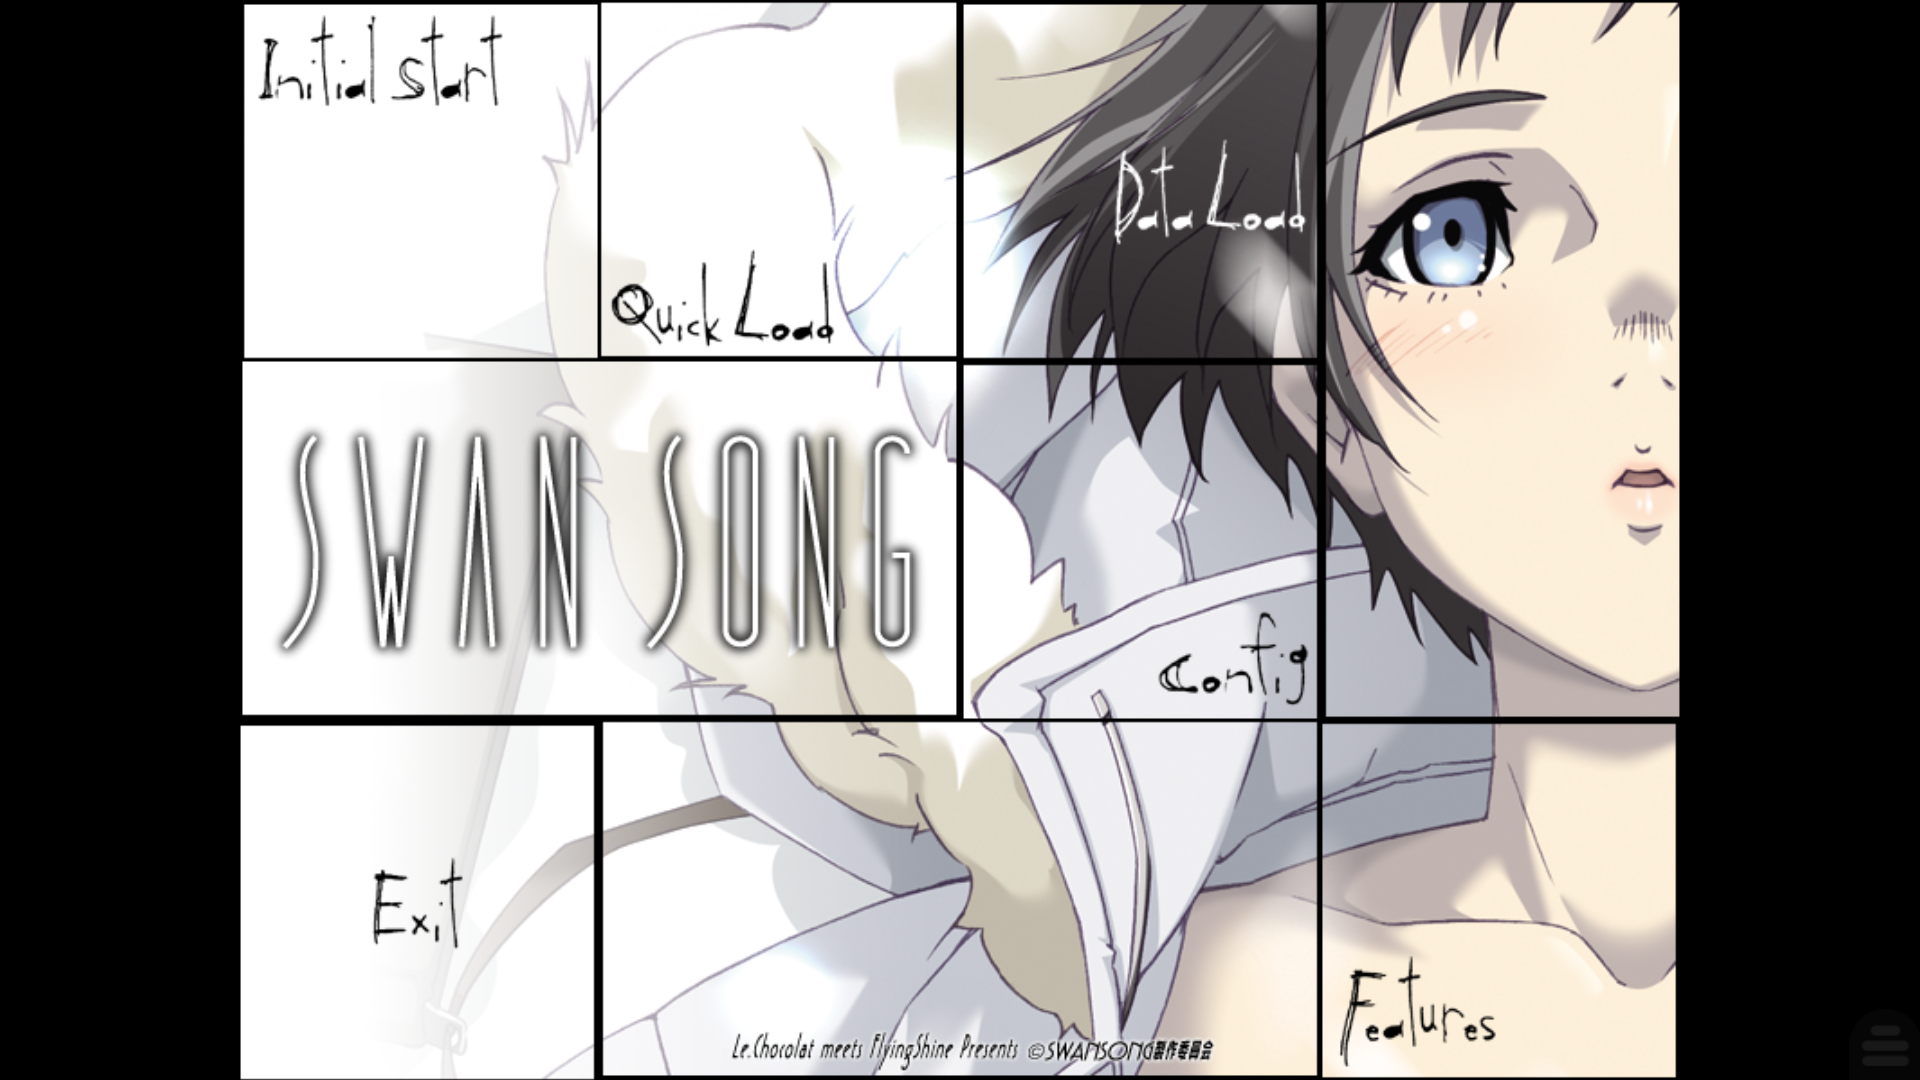 Initial start
Data Load
Quick Load
SWAN SONG
Config
Exit
Features
Le.Chocolat meets FlyingShine Presents ©SWANSONG製作委員会